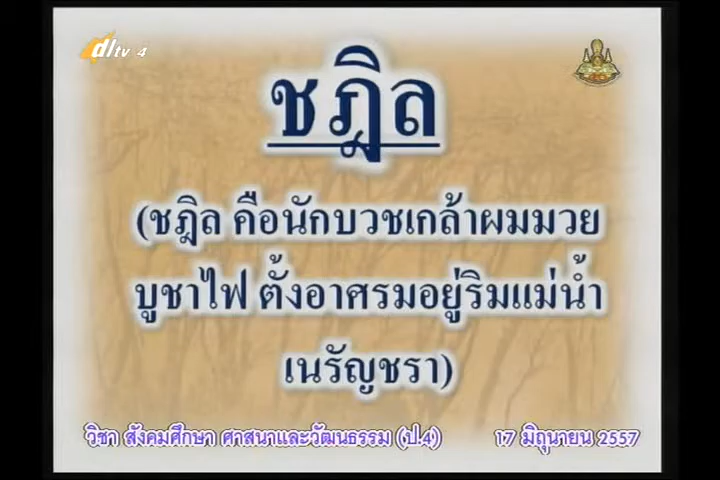 dltv 4
ชฎิล
(ชฎิล คือนักบวชเกล้าผมมวย
บูชาไฟ ตั้งอาศรมอยู่ริมแม่น้ำ
เนรัญชรา)
วิชา สังคมศึกษา ศาสนาและวัฒนธรรม (ป.4) 17 มิถุนายน 2557